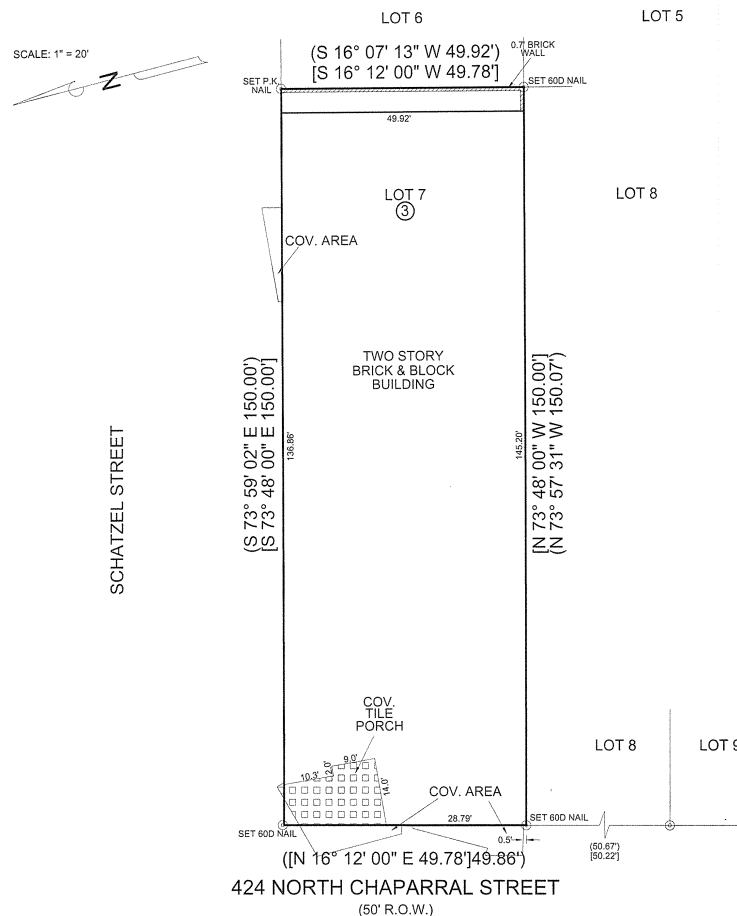 LOT 6
LOT 5
SCALE: 1" = 20'
N
(S 16° 07' 13" W 49.92')
[S 16° 12' 00" W 49.78']
0.7' BRICK
WALL
SET P.K.
NAIL
SET 60D NAIL
49.92'
LOT 7
3
LOT 8
COV. AREA
TWO STORY
BRICK & BLOCK
BUILDING
SCHATZEL STREET
(S 73° 59' 02" E 150.00')
[S 73° 48' 00" E 150.00']
136.86'
145.20'
[N 73° 48' 00" W 150.00']
(N 73° 57' 31" W 150.07')
COV.
TILE
PORCH
LOT 8
LOT 9
10.3'
2.0'
9.0'
14.0'
COV. AREA
28.79'
SET 60D NAIL
SET 60D NAIL
0.5'
(50.67')
[50.22']
([N 16° 12' 00" E 49.78']49.86')
424 NORTH CHAPARRAL STREET
(50' R.O.W.)